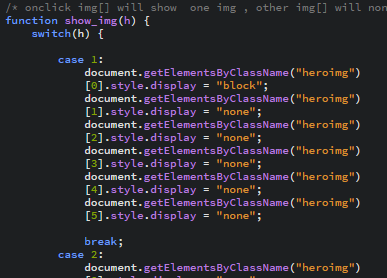 /* onclick img[] will show  one img , other img[] will non
function show_img(h) {
    switch(h) {

        case 1:
            document.getElementsByClassName("heroimg")
            [0].style.display = "block";
            document.getElementsByClassName("heroimg")
            [1].style.display = "none";
            document.getElementsByClassName("heroimg")
            [2].style.display = "none";
            document.getElementsByClassName("heroimg")
            [3].style.display = "none";
            document.getElementsByClassName("heroimg")
            [4].style.display = "none";
            document.getElementsByClassName("heroimg")
            [5].style.display = "none";

            break;
        case 2:
            document.getElementsByClassName("heroimg")